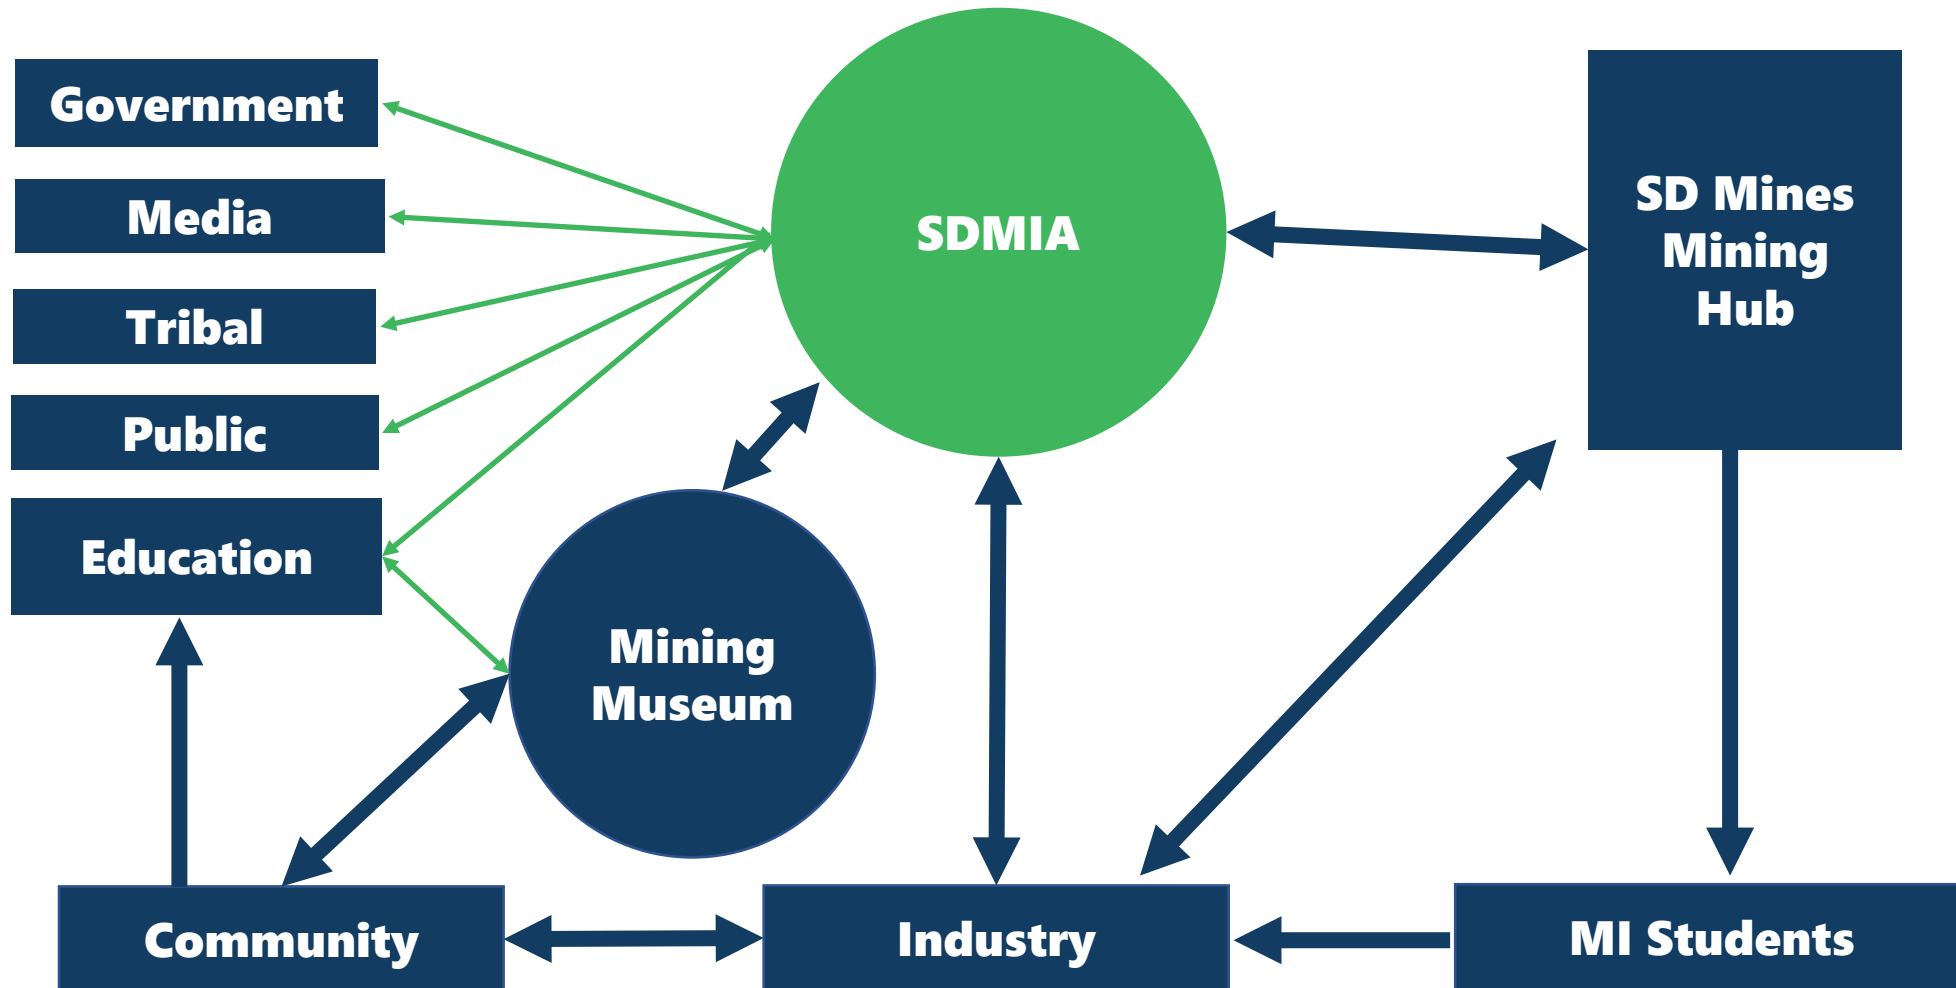 Government
Media
Tribal
Public
Education
SDMIA
SD Mines
Mining
Hub
Mining
Museum
Community
Industry
MI Students